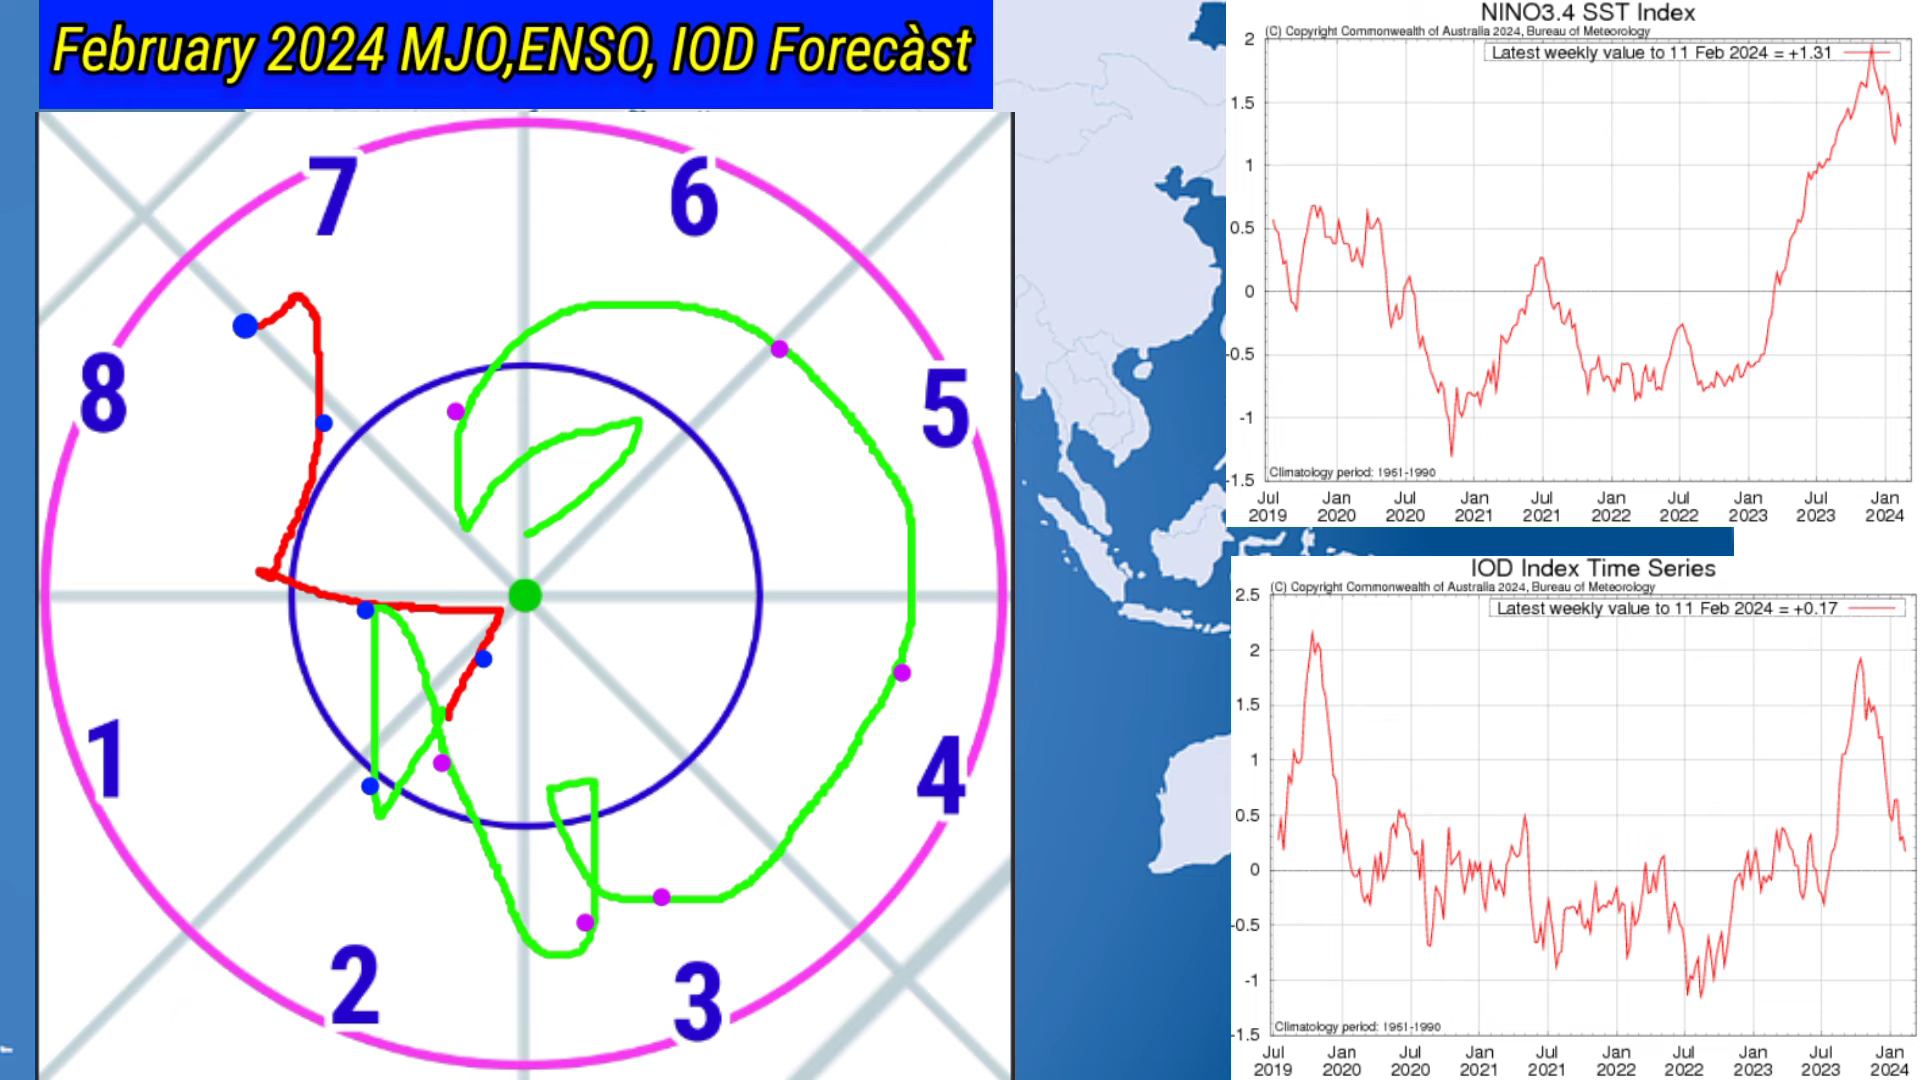 February 2024 MJO,ENSO, IOD Forecàst
7
6
8
5
1
4
2
3
NINO3.4 SST Index
(C) Copyright Commonwealth of Australia 2024, Bureau of Meteorology
Latest weekly value to 11 Feb 2024 = +1.31
2
1.5
1
0.5
0
-0.5
-1
-1.5
Climatology period: 1961-1990
Jul Jan Jul Jan Jul Jan Jul Jan Jul Jan
2019 2020 2020 2021 2021 2022 2022 2023 2023 2024
IOD Index Time Series
(C) Copyright Commonwealth of Australia 2024, Bureau of Meteorology
Latest weekly value to 11 Feb 2024 = +0.17
2.5
2
1.5
1
0.5
0
-0.5
-1
-1.5
Climatology period: 1961-1990
Jul Jan Jul Jan Jul Jan Jul Jan Jul Jan
2019 2020 2020 2021 2021 2022 2022 2023 2023 2024